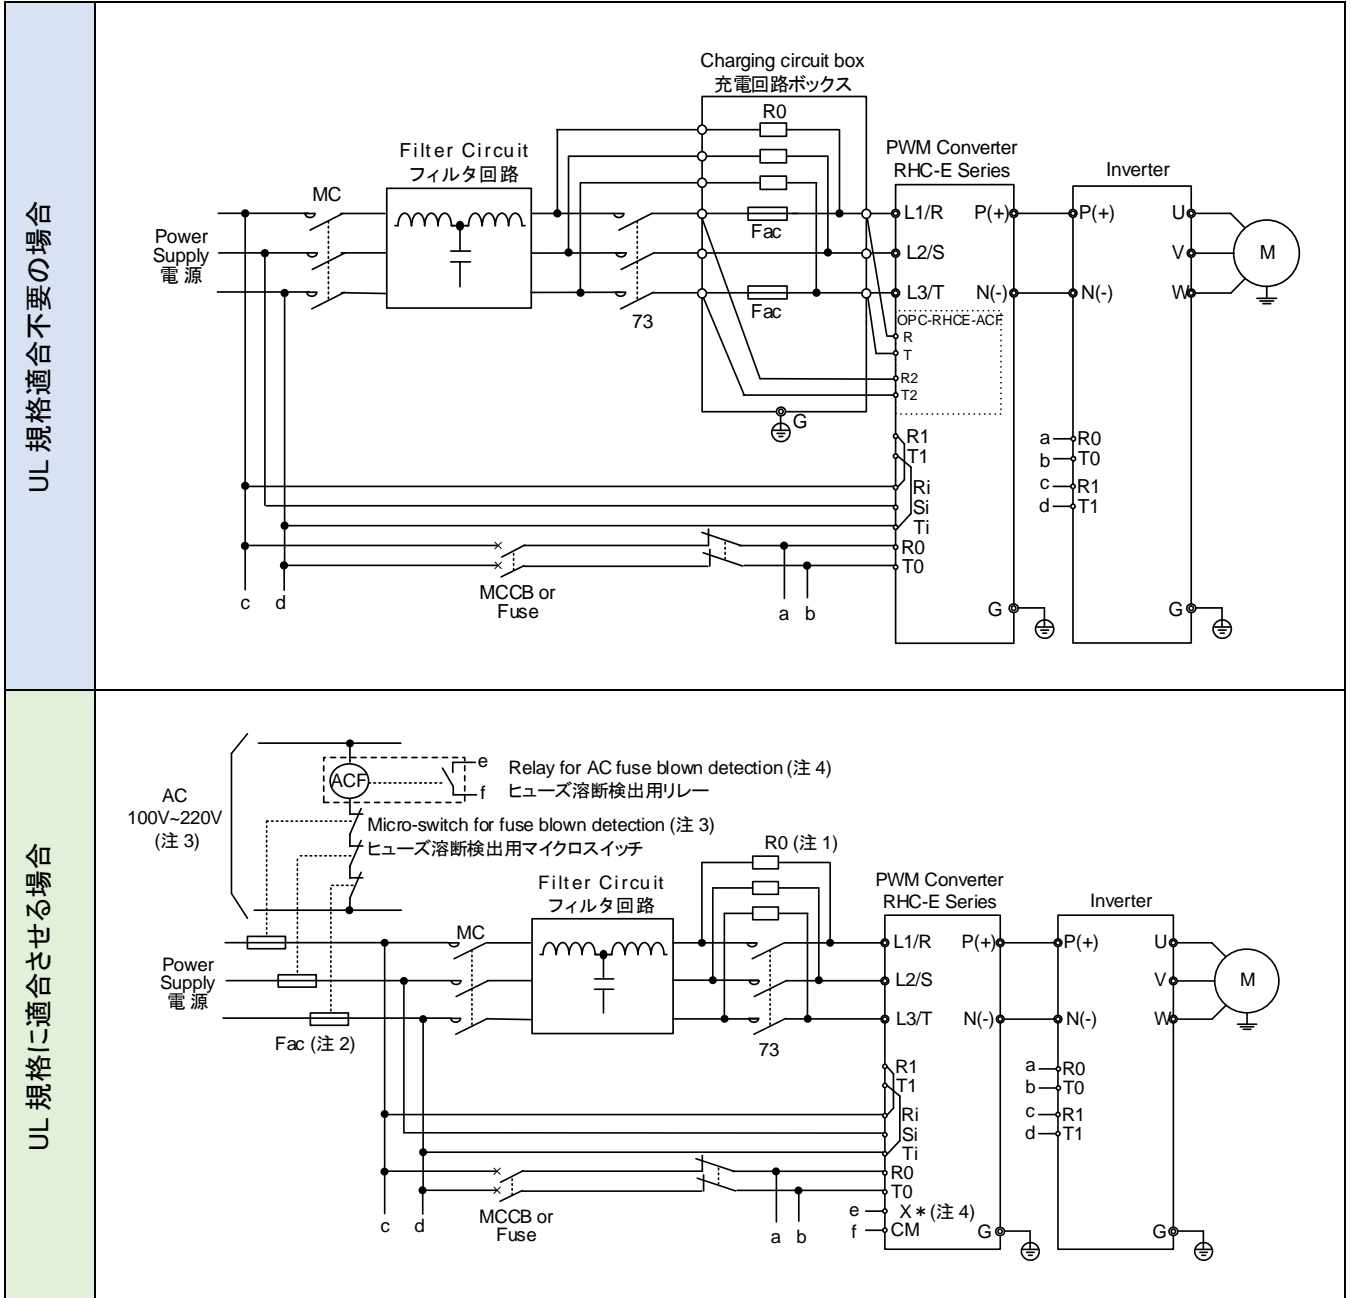 UL 規格適合不要の場合
Charging circuit box
充電回路ボックス
R0
Filter Circuit
フィルタ回路
PWM Converter
RHC-E Series
Inverter
MC
Power
Supply
電 源
Fac
Fac
73
L1/R
P(+)
P(+)
U
L2/S
V
M
L3/T
N(-)
N(-)
W
OPC-RHCE-ACF
R
T
R2
T2
G
R1
T1
Ri
Si
Ti
R0
T0
a
R0
b
T0
c
R1
d
T1
MCCB or
Fuse
c
d
a
b
G
G
UL 規格に適合させる場合
AC
100V~220V
(注 3)
ACF
e
f
Relay for AC fuse blown detection (注 4)
ヒューズ溶断検出用リレー
Micro-switch for fuse blown detection (注 3)
ヒューズ溶断検出用マイクロスイッチ
R0 (注 1)
Filter Circuit
フィルタ回路
PWM Converter
RHC-E Series
Inverter
MC
Power
Supply
電 源
Fac (注 2)
73
L1/R
P(+)
P(+)
U
L2/S
V
M
L3/T
N(-)
N(-)
W
R1
T1
Ri
Si
Ti
R0
T0
a
R0
b
T0
c
R1
d
T1
MCCB or
Fuse
c
d
a
b
e
X＊(注 4)
f
CM
G
G